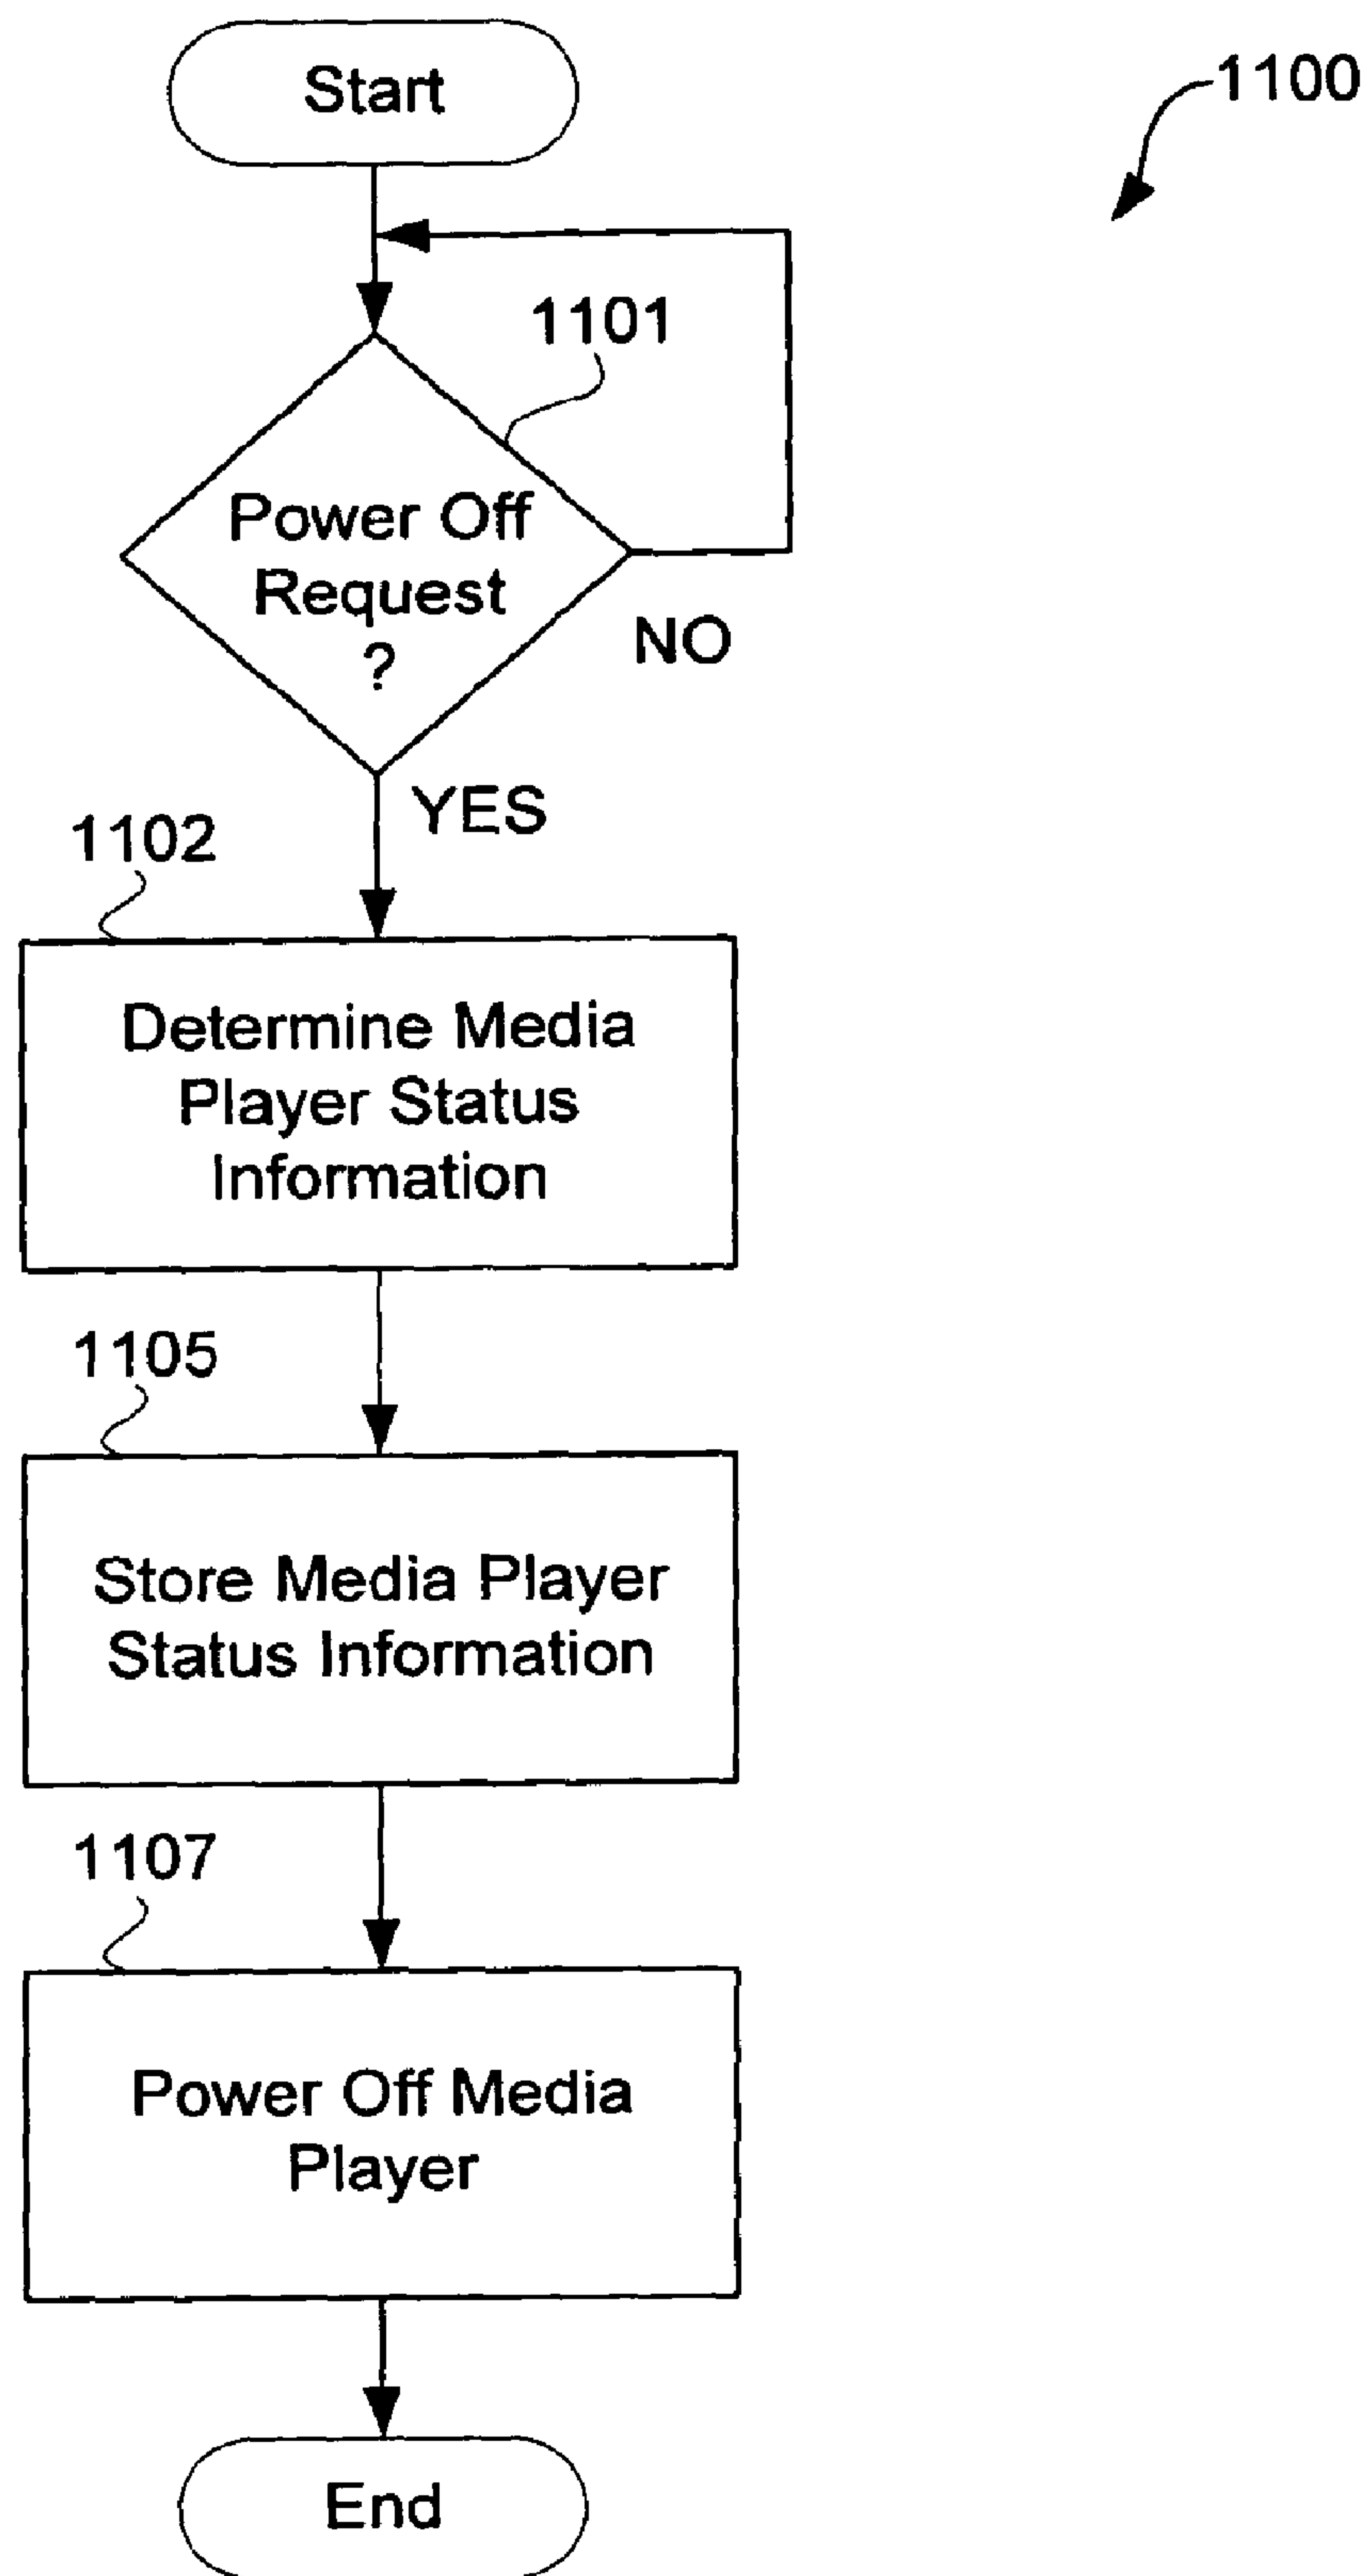 Start
1100
1101
Power Off
Request
?
NO
YES
1102
Determine Media
Player Status
Information
1105
Store Media Player
Status Information
1107
Power Off Media
Player
End